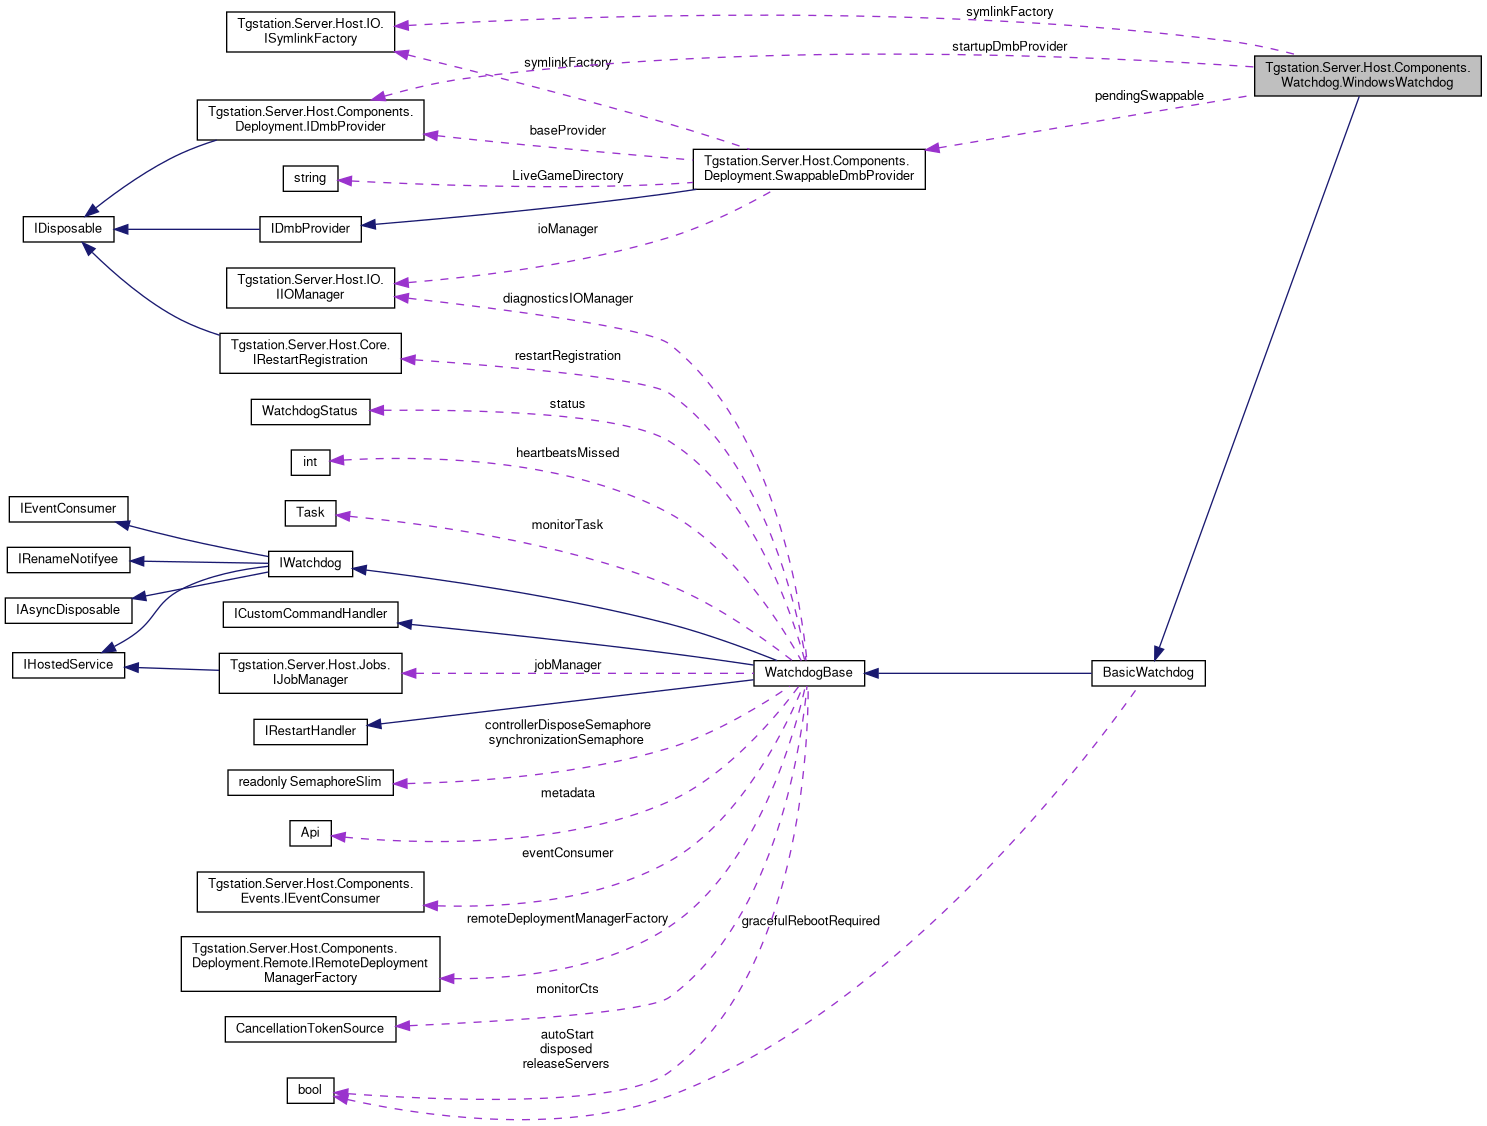 symlinkFactory
Tgstation.Server.Host.IO.
ISymlinkFactory
startupDmbProvider
symlinkFactory
Tgstation.Server.Host.Components.
Watchdog.WindowsWatchdog
pendingSwappable
Tgstation.Server.Host.Components.
Deployment.IDmbProvider
baseProvider
Tgstation.Server.Host.Components.
Deployment.SwappableDmbProvider
string
LiveGameDirectory
IDisposable
IDmbProvider
ioManager
Tgstation.Server.Host.IO.
IIOManager
diagnosticsIOManager
Tgstation.Server.Host.Core.
IRestartRegistration
restartRegistration
WatchdogStatus
status
int
heartbeatsMissed
IEventConsumer
Task
monitorTask
IRenameNotifyee
IWatchdog
IAsyncDisposable
ICustomCommandHandler
IHostedService
Tgstation.Server.Host.Jobs.
IJobManager
jobManager
WatchdogBase
BasicWatchdog
IRestartHandler
controllerDisposeSemaphore
synchronizationSemaphore
readonly SemaphoreSlim
metadata
Api
eventConsumer
Tgstation.Server.Host.Components.
Events.IEventConsumer
remoteDeploymentManagerFactory
gracefulRebootRequired
Tgstation.Server.Host.Components.
Deployment.Remote.IRemoteDeployment
ManagerFactory
monitorCts
CancellationTokenSource
autoStart
disposed
releaseServers
bool